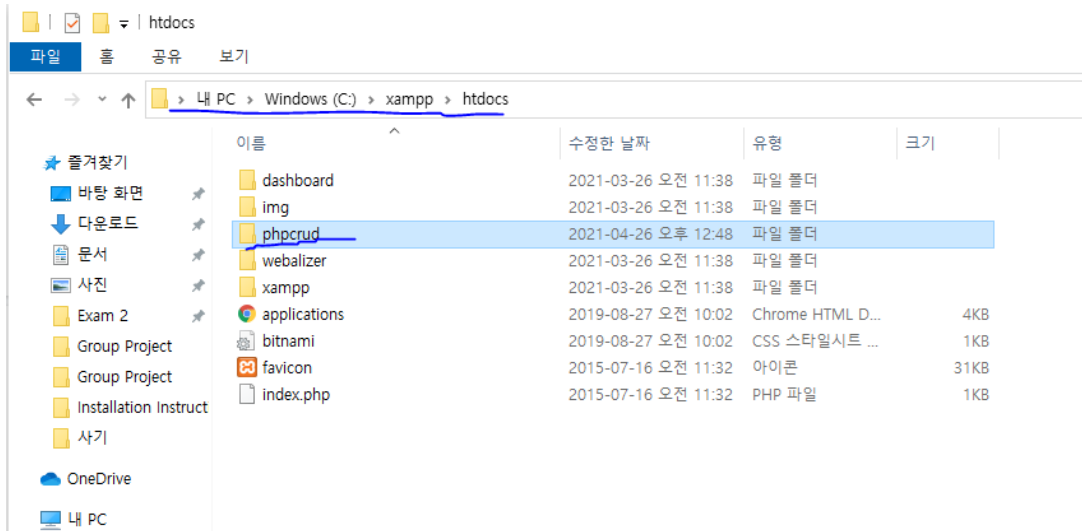 htdocs
파일 홈 공유 보기
내 PC > Windows (C:) > xampp > htdocs
이름 수정한 날짜 유형 크기
즐겨찾기
바탕 화면
다운로드
문서
사진
Exam 2
Group Project
Group Project
Installation Instruct
사기
OneDrive
내 PC
dashboard 2021-03-26 오전 11:38 파일 폴더
img 2021-03-26 오전 11:38 파일 폴더
phpcrud 2021-04-26 오후 12:48 파일 폴더
webalizer 2021-03-26 오전 11:38 파일 폴더
xampp 2021-03-26 오전 11:38 파일 폴더
applications 2019-08-27 오전 10:02 Chrome HTML D... 4KB
bitnami 2019-08-27 오전 10:02 CSS 스타일시트 ... 1KB
favicon 2015-07-16 오전 11:32 아이콘 31KB
index.php 2015-07-16 오전 11:32 PHP 파일 1KB